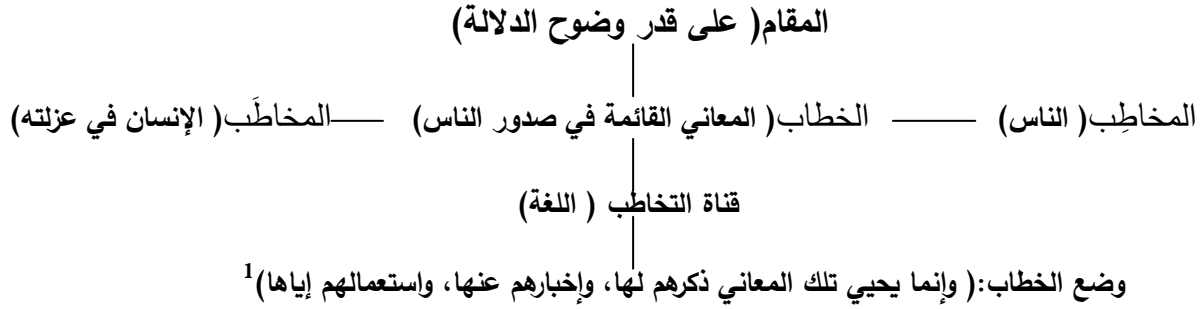 المقام( على قدر وضوح الدلالة)
المخاطِب( الناس) الخطاب( المعاني القائمة في صدور الناس) المخاطَب( الإنسان في عزلته)
قناة التخاطب ( اللغة)
وضع الخطاب:( وإنما يحيي تلك المعاني ذكرهم لها، وإخبارهم عنها، واستعمالهم إياها)1